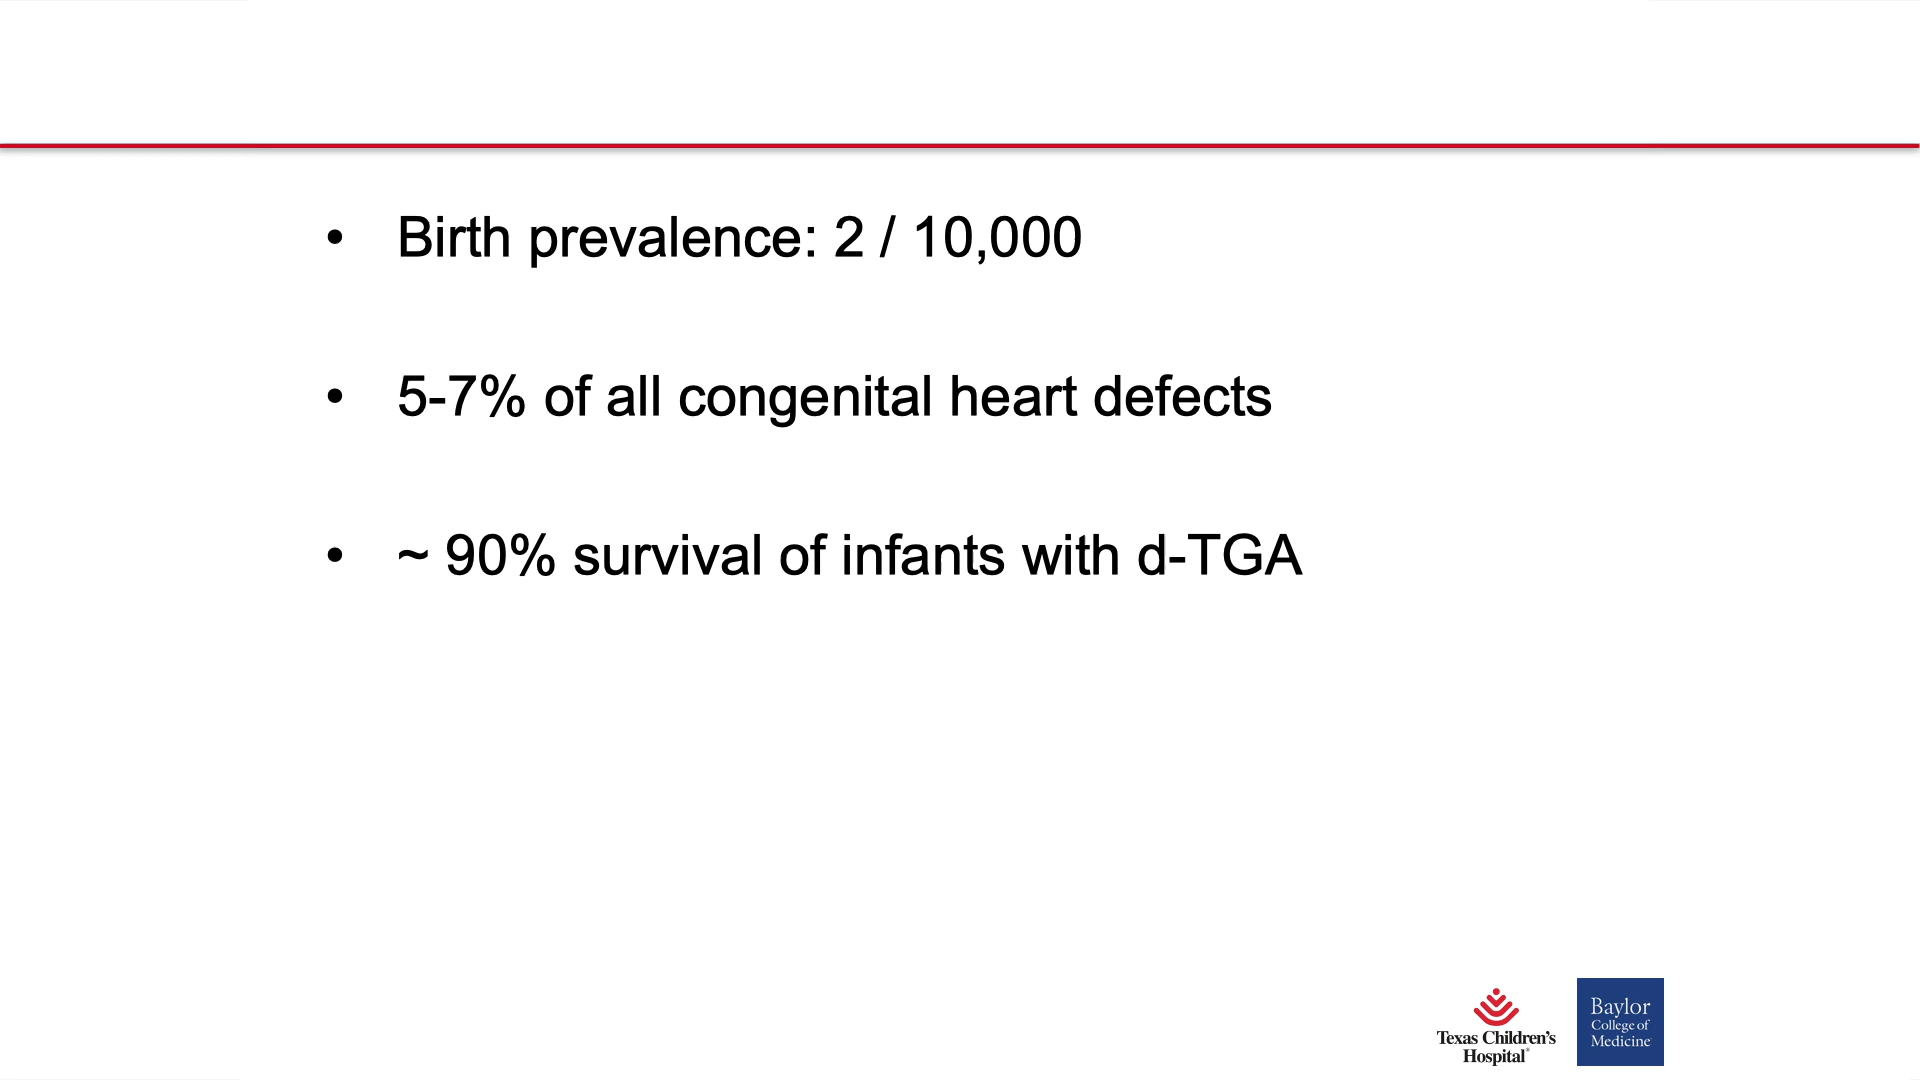 • Birth prevalence: 2 / 10,000
• 5-7% of all congenital heart defects
• ~ 90% survival of infants with d-TGA
Texas Children's
Hospital®
Baylor
College of
Medicine